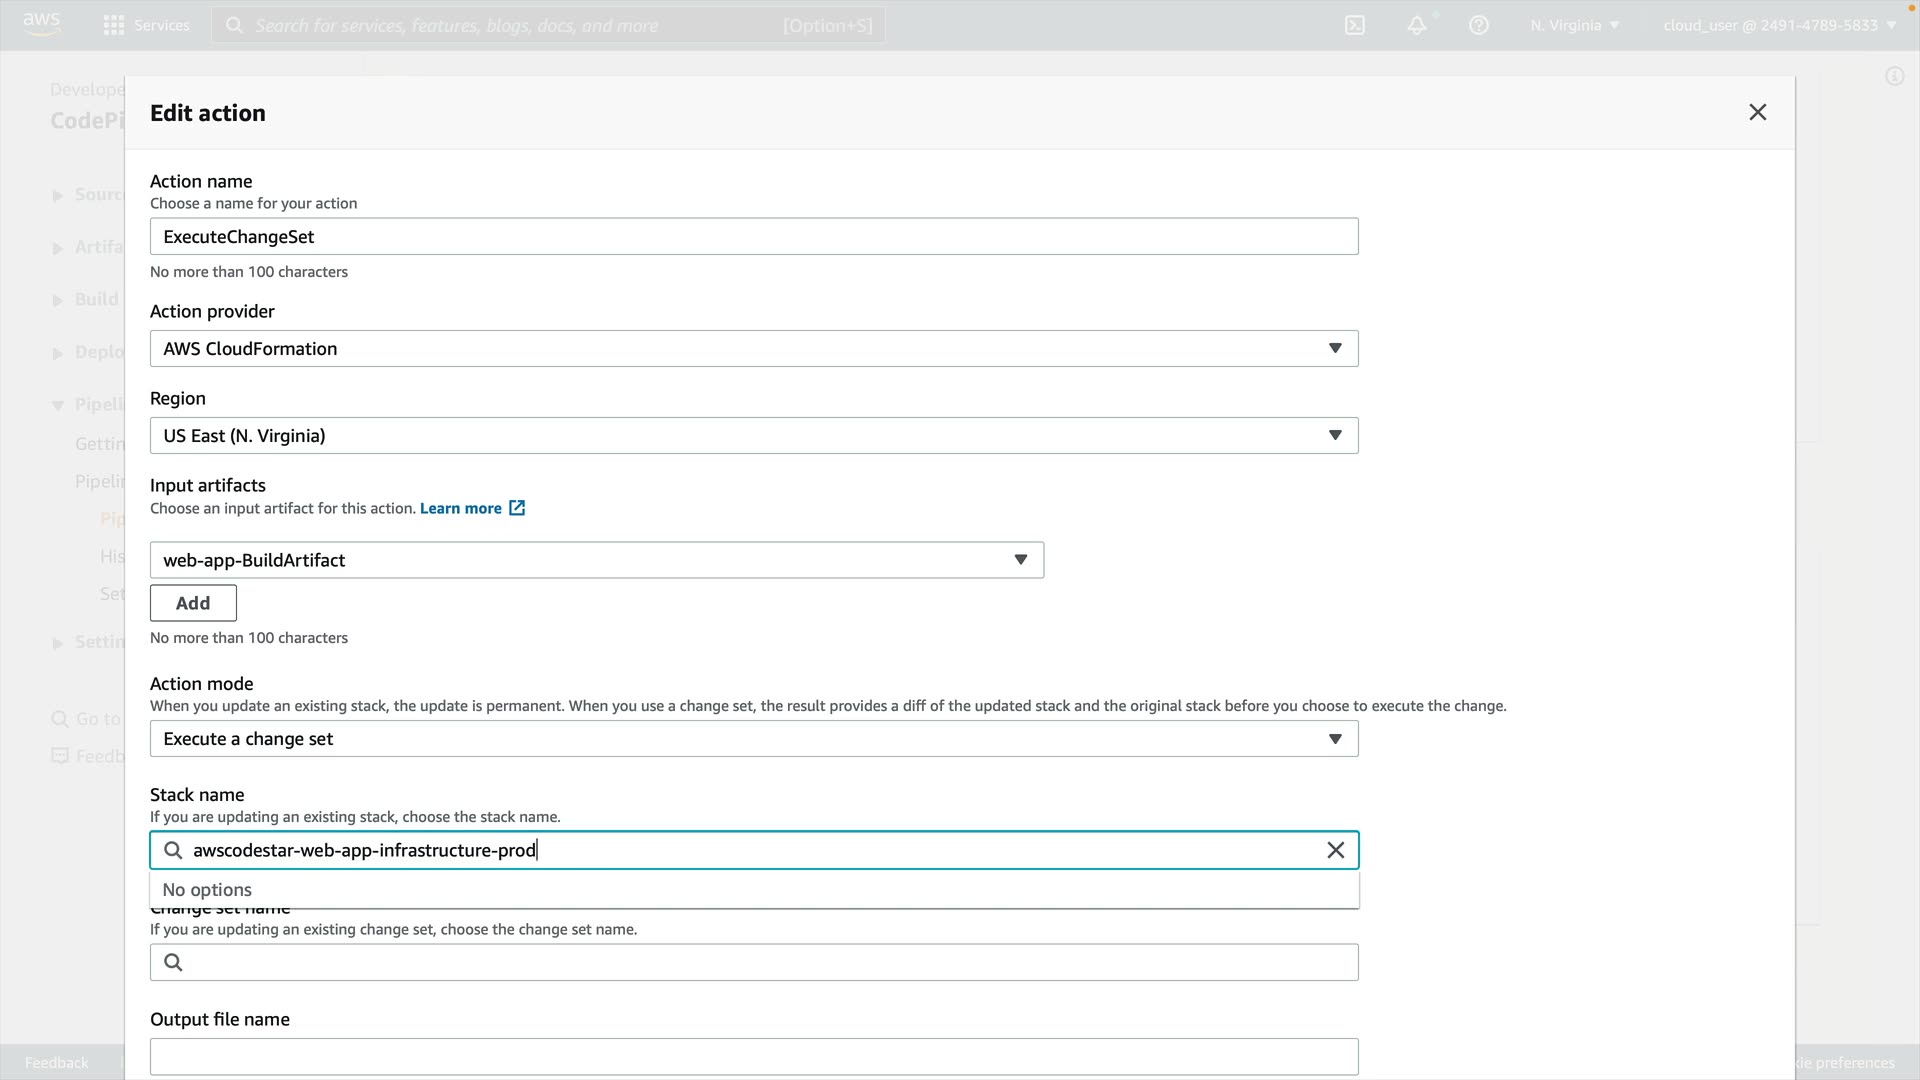 aws
Services
Search for services, features, blogs, docs, and more
[Option+S]
N. Virginia
cloud_user @ 2491-4789-5833
Develope
CodePi
Sourc
Artifa
Build
Deplo
Pipeli
Gettin
Pipelin
Pip
His
Set
Settin
Go to
Feedb
Edit action
Action name
Choose a name for your action
ExecuteChangeSet
No more than 100 characters
Action provider
AWS CloudFormation
Region
US East (N. Virginia)
Input artifacts
Choose an input artifact for this action. Learn more
web-app-BuildArtifact
Add
No more than 100 characters
Action mode
When you update an existing stack, the update is permanent. When you use a change set, the result provides a diff of the updated stack and the original stack before you choose to execute the change.
Execute a change set
Stack name
If you are updating an existing stack, choose the stack name.
awscodestar-web-app-infrastructure-prod
No options
Change set name
If you are updating an existing change set, choose the change set name.
Output file name
Feedback
kie preferences